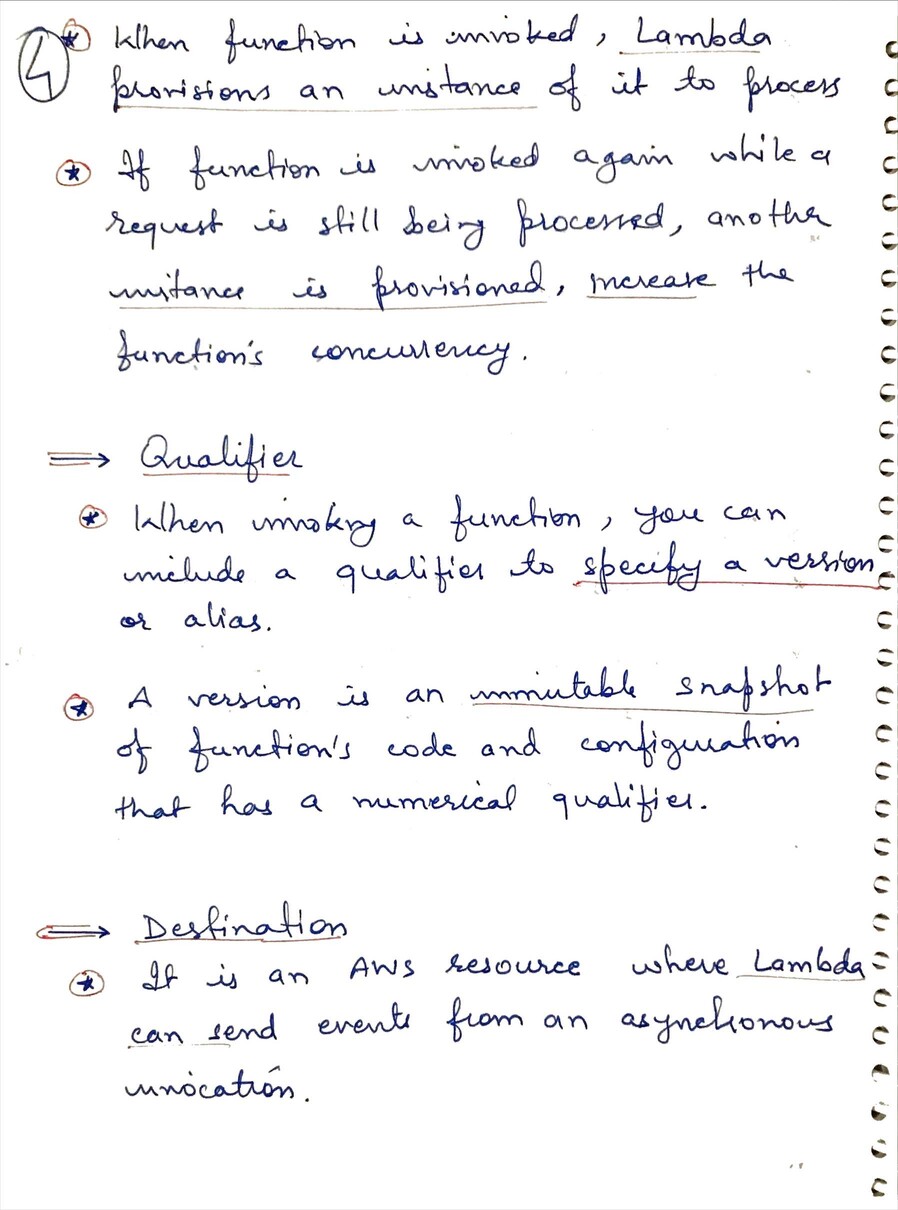 4
* When function is invoked, Lambda
provisions an instance of it to process
* If function is invoked again while a
request is still being processed, another
instance is provisioned, increase the
function's concurrency.
⇒ Qualifier
* When invoking a function, you can
include a qualifier to specify a version
or alias.
* A version is an immutable snapshot
of function's code and configuration
that has a numerical qualifier.
⇒ Destination
* It is an AWS resource where Lambda
can send events from an asynchronous
invocation.